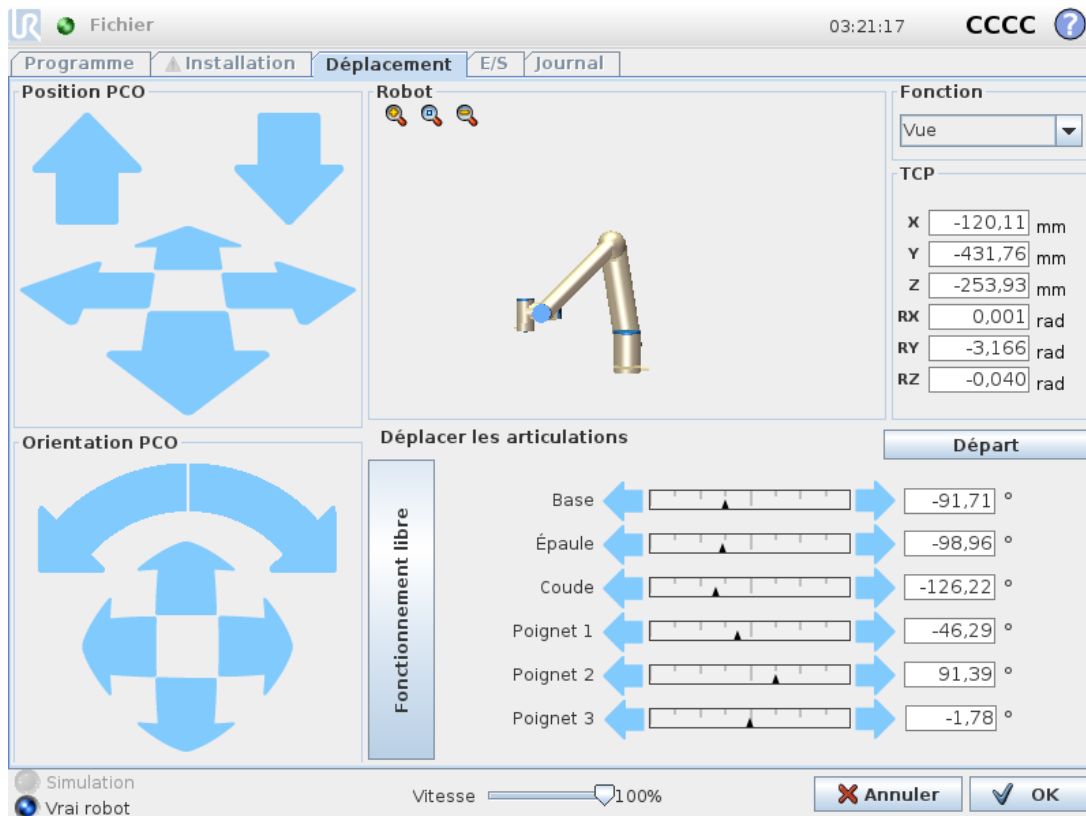 UR Fichier 03:21:17 CCCC ?
Programme Installation Déplacement E/S Journal
Position PCO
Robot
Fonction
Vue
TCP
X -120,11 mm
Y -431,76 mm
Z -253,93 mm
RX 0,001 rad
RY -3,166 rad
RZ -0,040 rad
Orientation PCO
Déplacer les articulations
Départ
Fonctionnement libre
Base -91,71 °
Épaule -98,96 °
Coude -126,22 °
Poignet 1 -46,29 °
Poignet 2 91,39 °
Poignet 3 -1,78 °
Simulation
Vrai robot
Vitesse 100%
Annuler
OK